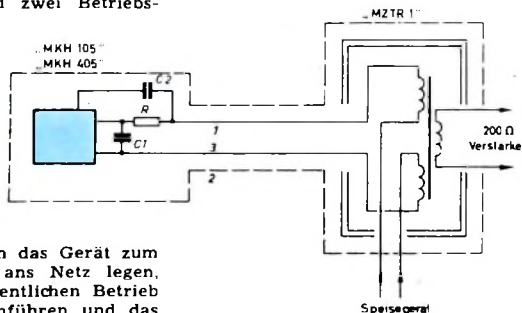 d zwei Betriebs-
„MKH 105"
„MKH 405"
„MZTR 1"
C2
R
C1
1
3
2
200 Ω
Verstärke
n das Gerät zum
ans Netz legen,
entlichen Betrieb
nführen und das
Speisegerät